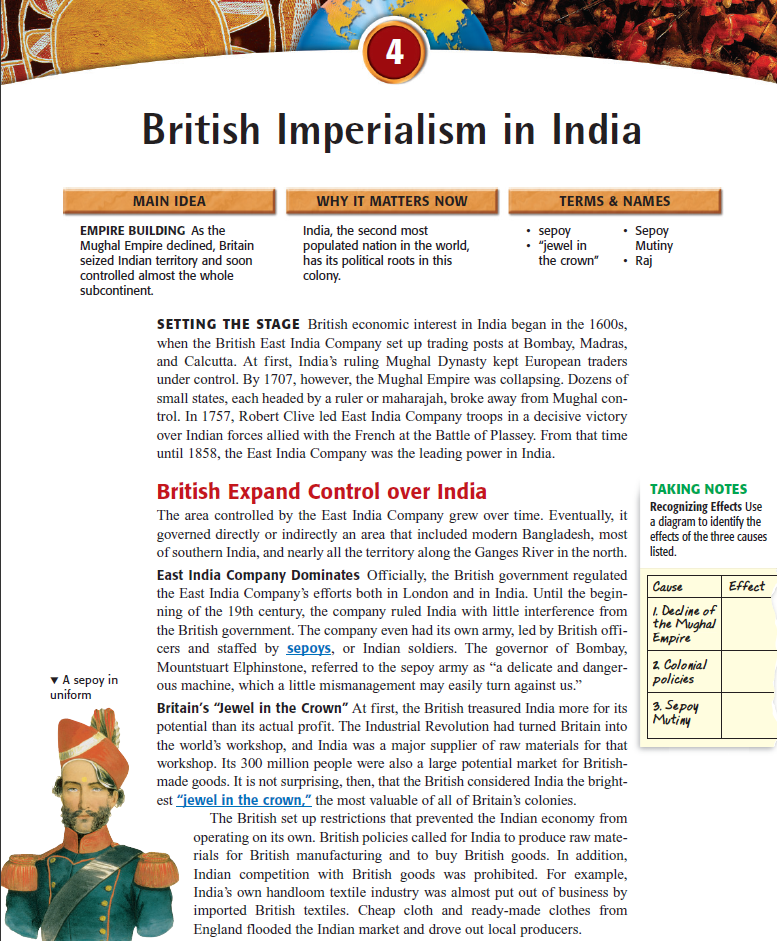 4
British Imperialism in India
MAIN IDEA
EMPIRE BUILDING As the
Mughal Empire declined, Britain
seized Indian territory and soon
controlled almost the whole
subcontinent.
WHY IT MATTERS NOW
India, the second most
populated nation in the world,
has its political roots in this
colony.
TERMS & NAMES
• sepoy
• "jewel in
the crown"
• Sepoy
Mutiny
• Raj
SETTING THE STAGE British economic interest in India began in the 1600s,
when the British East India Company set up trading posts at Bombay, Madras,
and Calcutta. At first, India's ruling Mughal Dynasty kept European traders
under control. By 1707, however, the Mughal Empire was collapsing. Dozens of
small states, each headed by a ruler or maharajah, broke away from Mughal con-
trol. In 1757, Robert Clive led East India Company troops in a decisive victory
over Indian forces allied with the French at the Battle of Plassey. From that time
until 1858, the East India Company was the leading power in India.
British Expand Control over India
The area controlled by the East India Company grew over time. Eventually, it
governed directly or indirectly an area that included modern Bangladesh, most
of southern India, and nearly all the territory along the Ganges River in the north.
East India Company Dominates Officially, the British government regulated
the East India Company's efforts both in London and in India. Until the begin-
ning of the 19th century, the company ruled India with little interference from
the British government. The company even had its own army, led by British offi-
cers and staffed by sepoys, or Indian soldiers. The governor of Bombay,
Mountstuart Elphinstone, referred to the sepoy army as "a delicate and danger-
ous machine, which a little mismanagement may easily turn against us."
Britain's "Jewel in the Crown" At first, the British treasured India more for its
potential than its actual profit. The Industrial Revolution had turned Britain into
the world's workshop, and India was a major supplier of raw materials for that
workshop. Its 300 million people were also a large potential market for British-
made goods. It is not surprising, then, that the British considered India the bright-
est "jewel in the crown," the most valuable of all of Britain's colonies.
The British set up restrictions that prevented the Indian economy from
operating on its own. British policies called for India to produce raw mate-
rials for British manufacturing and to buy British goods. In addition,
Indian competition with British goods was prohibited. For example,
India's own handloom textile industry was almost put out of business by
imported British textiles. Cheap cloth and ready-made clothes from
England flooded the Indian market and drove out local producers.
▼ A sepoy in
uniform
TAKING NOTES
Recognizing Effects Use
a diagram to identify the
effects of the three causes
listed.
Cause
Effect
1. Decline of
the Mughal
Empire
2. Colonial
policies
3. Sepoy
Mutiny